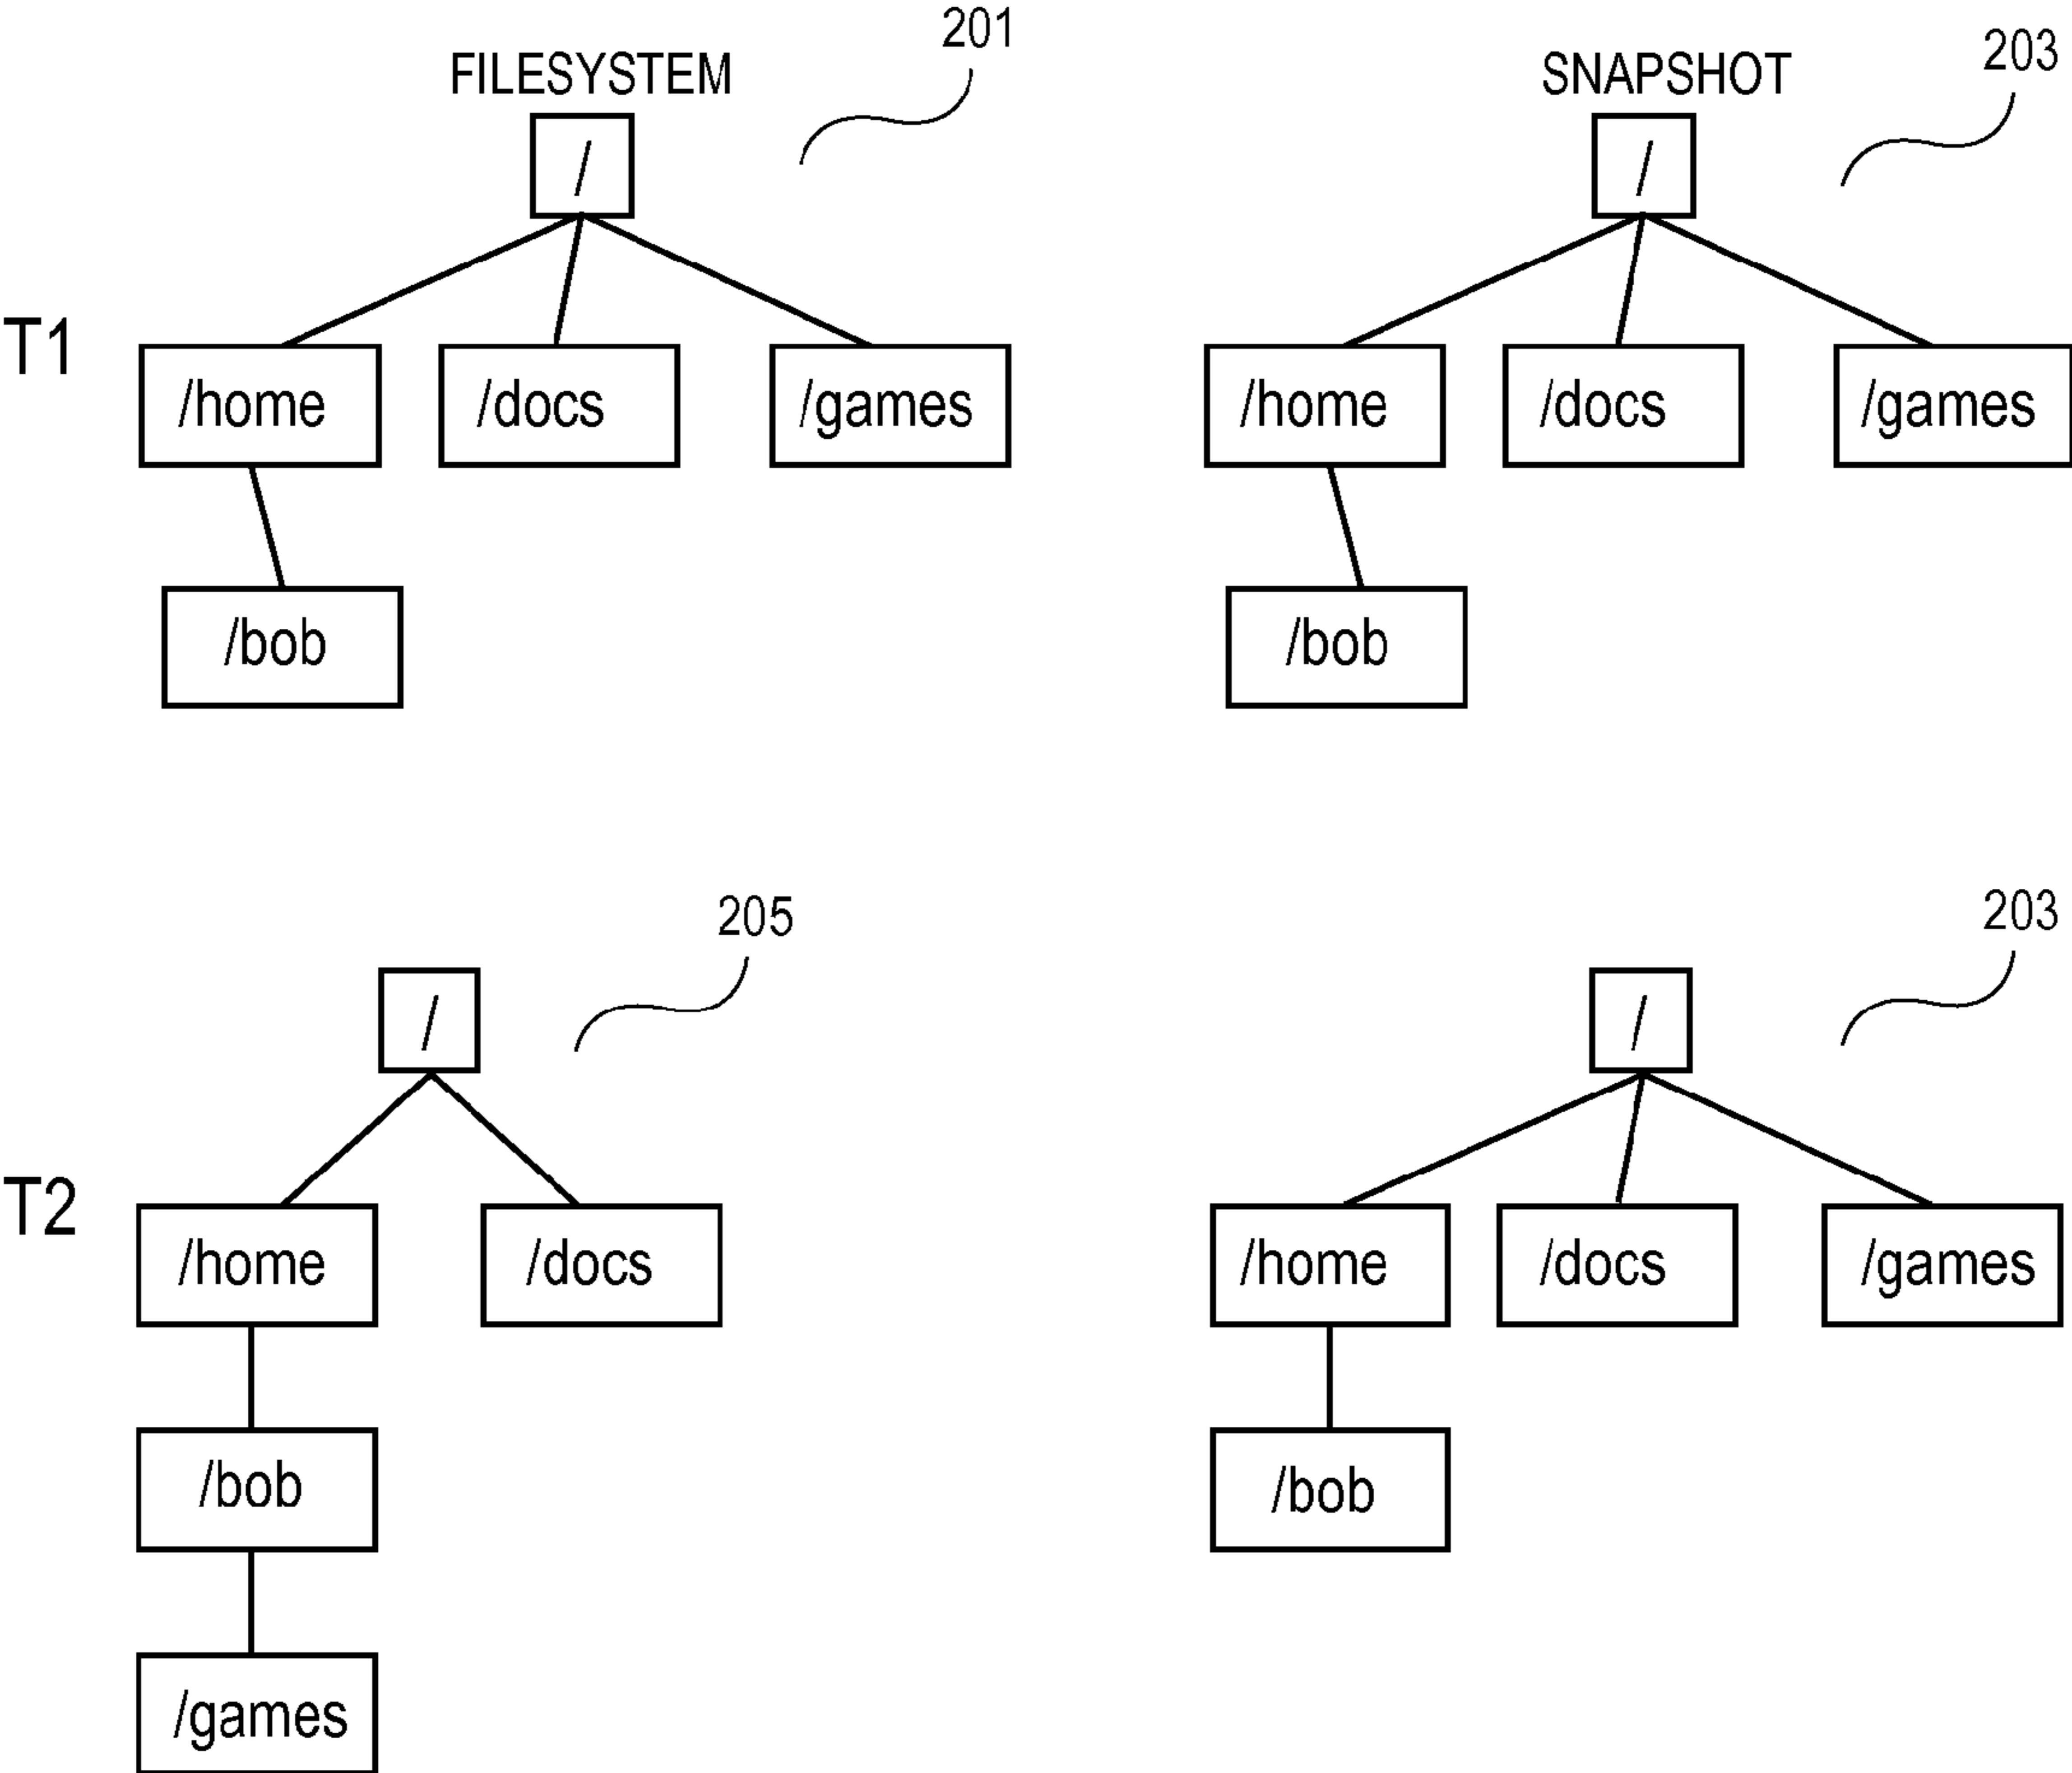 201
203
FILESYSTEM
SNAPSHOT
/
/
T1
/home
/docs
/games
/home
/docs
/games
/bob
/bob
205
203
/
/
T2
/home
/docs
/home
/docs
/games
/bob
/bob
/games